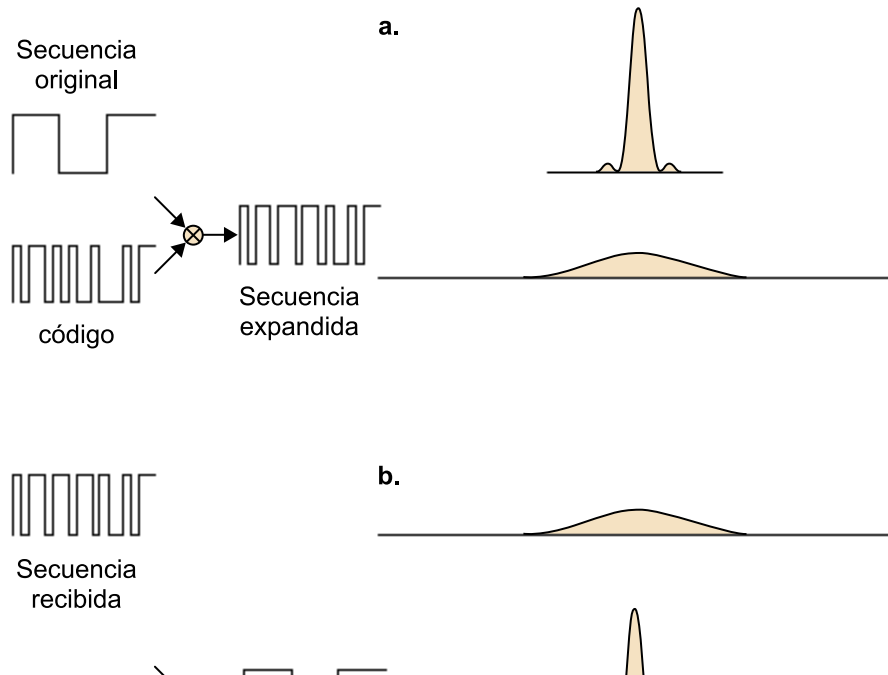 a.
Secuencia
original
Secuencia
expandida
código
b.
Secuencia
recibida